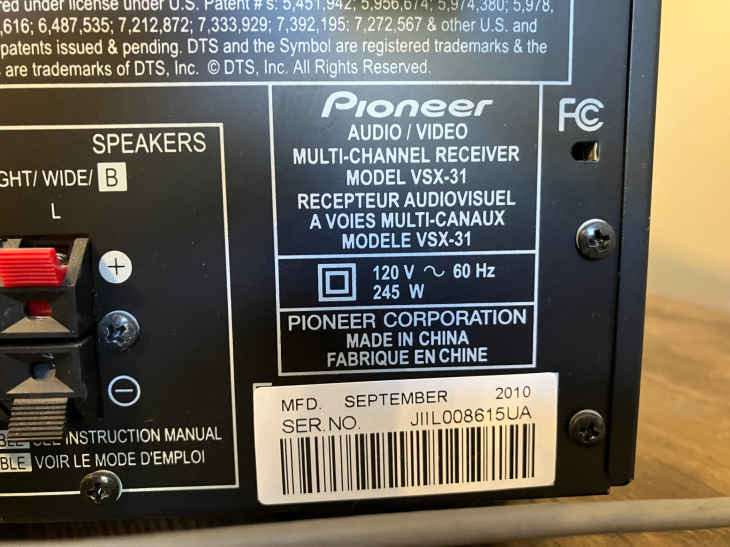 under license under U.S. Patent #'s: 5,451,942; 5,956,674; 5,974,380; 5,978,
,616; 6,487,535; 7,212,872; 7,333,929; 7,392,195; 7,272,567 & other U.S. and
patents issued & pending. DTS and the Symbol are registered trademarks & the
are trademarks of DTS, Inc. © DTS, Inc. All Rights Reserved.
Pioneer
AUDIO / VIDEO
MULTI-CHANNEL RECEIVER
MODEL VSX-31
RECEPTEUR AUDIOVISUEL
A VOIES MULTI-CANAUX
MODELE VSX-31
FC
120 V ~ 60 Hz
245 W
PIONEER CORPORATION
MADE IN CHINA
FABRIQUE EN CHINE
MFD. SEPTEMBER 2010
SER.NO. JIIL008615UA
SPEAKERS
GHT/ WIDE/ B
L
+
−
INSTRUCTION MANUAL
BLE VOIR LE MODE D'EMPLOI